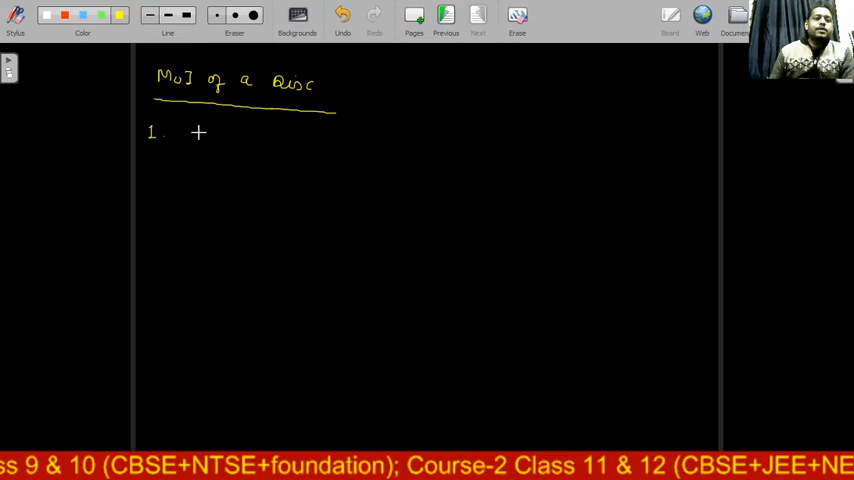 Stylus Color Line Eraser Backgrounds Undo Redo Pages Previous Next Erase Board Web Documen
MOI of a Disc
1.
ss 9 & 10 (CBSE+NTSE+foundation); Course-2 Class 11 & 12 (CBSE+JEE+NE